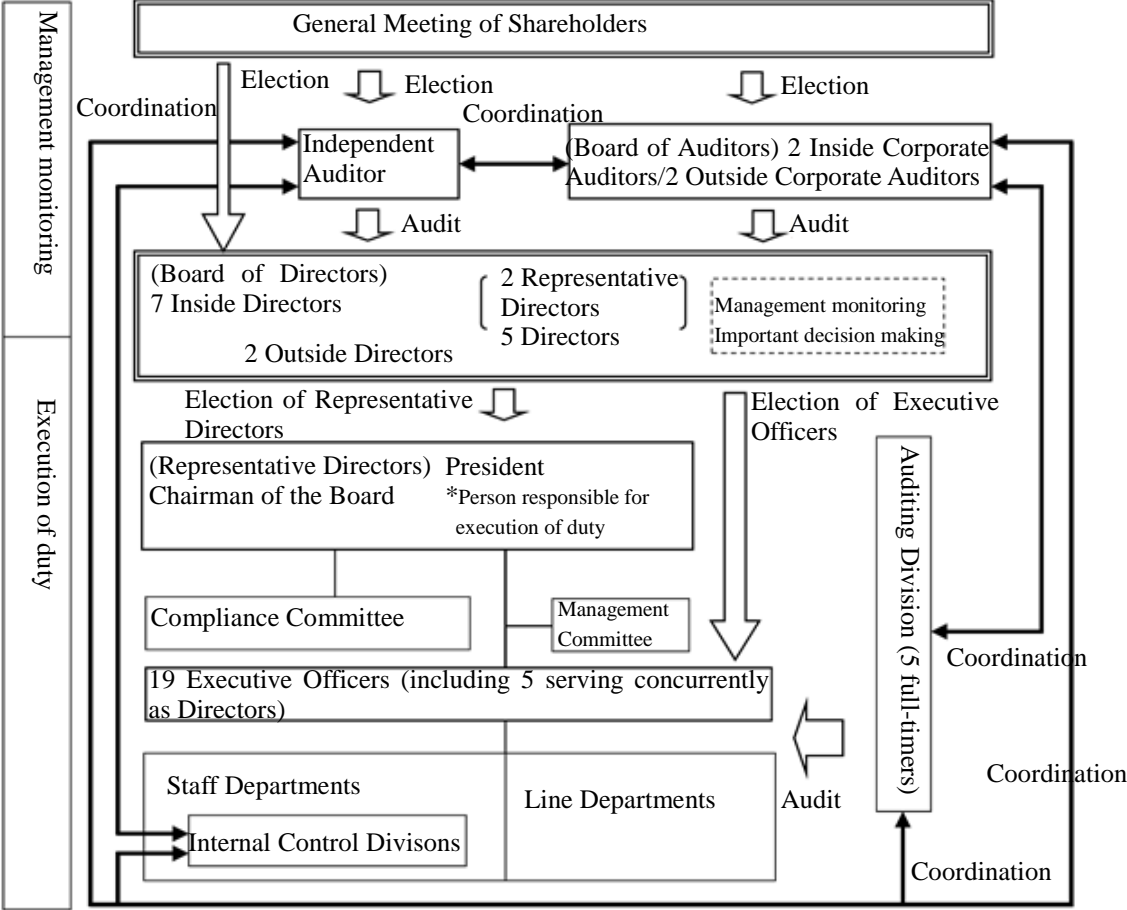 Management monitoring
General Meeting of Shareholders
Election
Election
Election
Coordination
Coordination
Independent
Auditor
(Board of Auditors) 2 Inside Corporate
Auditors/2 Outside Corporate Auditors
Audit
Audit
(Board of Directors)
7 Inside Directors
2 Outside Directors
2 Representative
Directors
5 Directors
Management monitoring
Important decision making
Execution of duty
Election of Representative
Directors
Election of Executive
Officers
(Representative Directors) President
Chairman of the Board
*Person responsible for
execution of duty
Auditing Division (5 full-timers)
Compliance Committee
Management
Committee
Coordination
19 Executive Officers (including 5 serving concurrently
as Directors)
Staff Departments
Line Departments
Audit
Coordination
Internal Control Divisons
Coordination